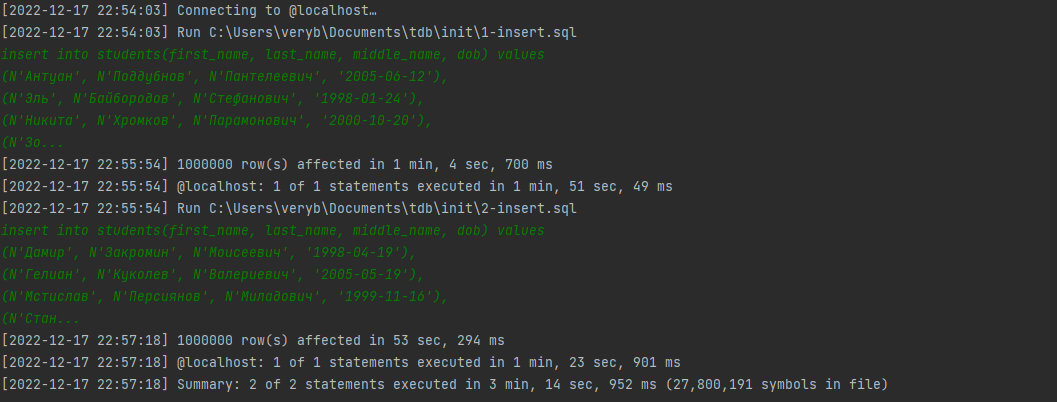 [2022-12-17 22:54:03] Connecting to @localhost…
[2022-12-17 22:54:03] Run C:\Users\veryb\Documents\tdb\init\1-insert.sql
insert into students(first_name, last_name, middle_name, dob) values
(N'Антуан', N'Поддубнов', N'Пантелеевич', '2005-06-12'),
(N'Эль', N'Байбородов', N'Стефанович', '1998-01-24'),
(N'Никита', N'Хромков', N'Парамонович', '2000-10-20'),
(N'Зо...
[2022-12-17 22:55:54] 1000000 row(s) affected in 1 min, 4 sec, 700 ms
[2022-12-17 22:55:54] @localhost: 1 of 1 statements executed in 1 min, 51 sec, 49 ms
[2022-12-17 22:55:54] Run C:\Users\veryb\Documents\tdb\init\2-insert.sql
insert into students(first_name, last_name, middle_name, dob) values
(N'Дамир', N'Закромин', N'Моисеевич', '1998-04-19'),
(N'Гелиан', N'Куколев', N'Валериевич', '2005-05-19'),
(N'Мстислав', N'Персиянов', N'Миладович', '1999-11-16'),
(N'Стан...
[2022-12-17 22:57:18] 1000000 row(s) affected in 53 sec, 294 ms
[2022-12-17 22:57:18] @localhost: 1 of 1 statements executed in 1 min, 23 sec, 901 ms
[2022-12-17 22:57:18] Summary: 2 of 2 statements executed in 3 min, 14 sec, 952 ms (27,800,191 symbols in file)